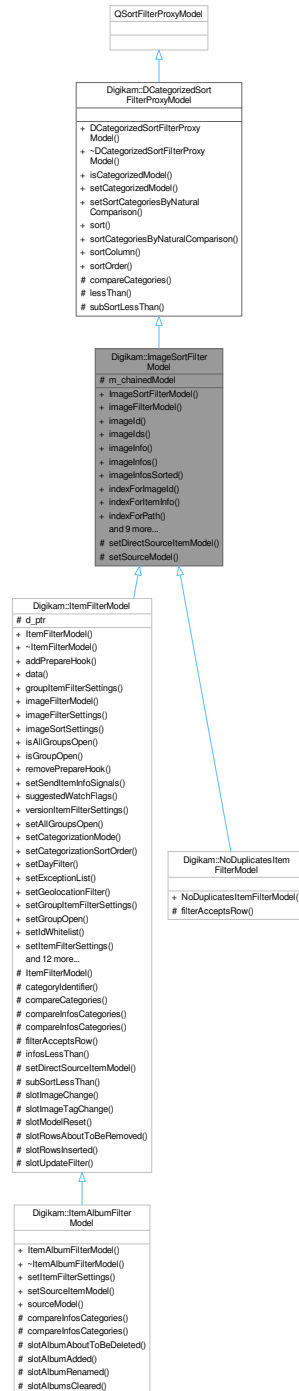 QSortFilterProxyModel
Digikam::DCategorizedSort
FilterProxyModel
+ DCategorizedSortFilterProxy
Model()
+ ~DCategorizedSortFilterProxy
Model()
+ isCategorizedModel()
+ setCategorizedModel()
+ setSortCategoriesByNatural
Comparison()
+ sort()
+ sortCategoriesByNaturalComparison()
+ sortColumn()
+ sortOrder()
# compareCategories()
# lessThan()
# subSortLessThan()
Digikam::ImageSortFilter
Model
# m_chainedModel
+ ImageSortFilterModel()
+ imageFilterModel()
+ imageId()
+ imageIds()
+ imageInfo()
+ imageInfos()
+ imageInfosSorted()
+ indexForImageId()
+ indexForItemInfo()
+ indexForPath()
and 9 more...
# setDirectSourceItemModel()
# setSourceModel()
Digikam::ItemFilterModel
# d_ptr
+ ItemFilterModel()
+ ~ItemFilterModel()
+ addPrepareHook()
+ data()
+ groupItemFilterSettings()
+ imageFilterModel()
+ imageFilterSettings()
+ imageSortSettings()
+ isAllGroupsOpen()
+ isGroupOpen()
+ removePrepareHook()
+ setSendItemInfoSignals()
+ suggestedWatchFlags()
+ versionItemFilterSettings()
+ setAllGroupsOpen()
+ setCategorizationMode()
+ setCategorizationSortOrder()
+ setDayFilter()
+ setExceptionList()
+ setGeolocationFilter()
+ setGroupItemFilterSettings()
+ setGroupOpen()
+ setIdWhitelist()
+ setItemFilterSettings()
and 12 more...
# ItemFilterModel()
# categoryIdentifier()
# compareCategories()
# compareInfosCategories()
# compareInfosCategories()
# filterAcceptsRow()
# infosLessThan()
# setDirectSourceItemModel()
# subSortLessThan()
# slotImageChange()
# slotImageTagChange()
# slotModelReset()
# slotRowsAboutToBeRemoved()
# slotRowsInserted()
# slotUpdateFilter()
Digikam::NoDuplicatesItem
FilterModel
+ NoDuplicatesItemFilterModel()
# filterAcceptsRow()
Digikam::ItemAlbumFilter
Model
+ ItemAlbumFilterModel()
+ ~ItemAlbumFilterModel()
+ setItemFilterSettings()
+ setSourceItemModel()
+ sourceModel()
# compareInfosCategories()
# compareInfosCategories()
# slotAlbumAboutToBeDeleted()
# slotAlbumAdded()
# slotAlbumRenamed()
# slotAlbumsCleared()